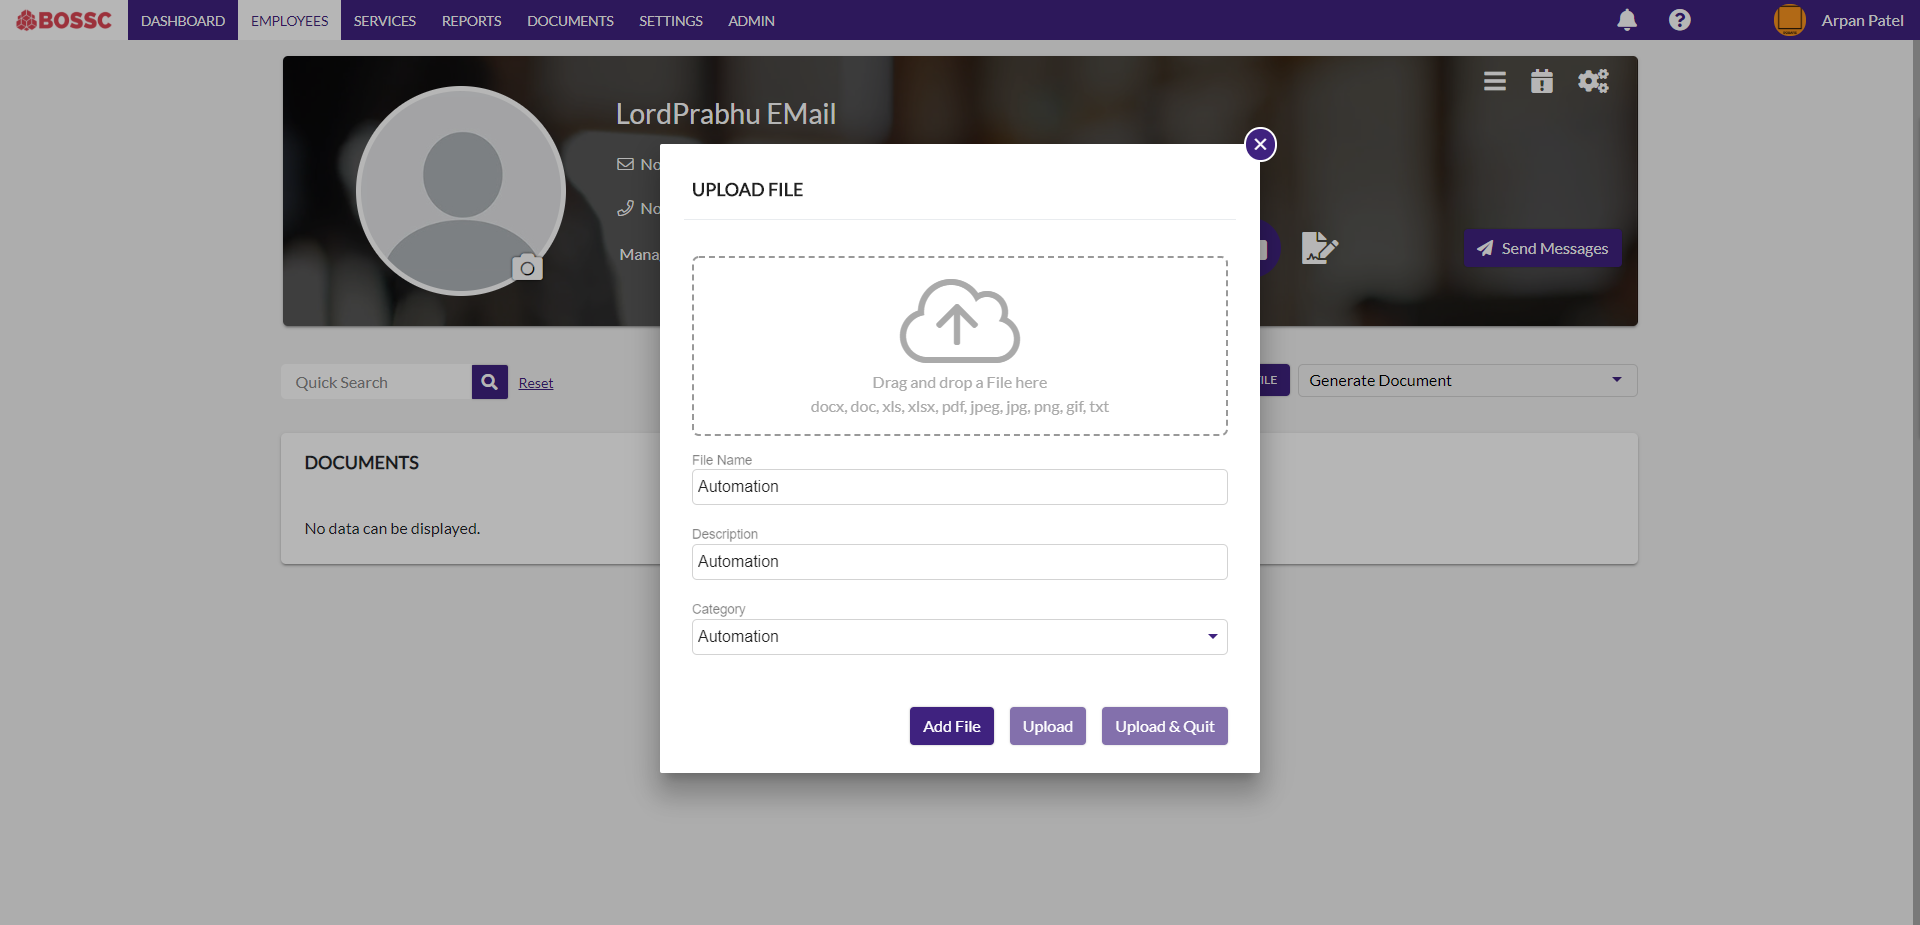 BOSSC DASHBOARD EMPLOYEES SERVICES REPORTS DOCUMENTS SETTINGS ADMIN Arpan Patel
LordPrabhu EMail
No
No
Mana
Send Messages
UPLOAD FILE
Drag and drop a File here
docx, doc, xls, xlsx, pdf, jpeg, jpg, png, gif, txt
Quick Search Reset
ILE Generate Document
DOCUMENTS
No data can be displayed.
File Name
Automation
Description
Automation
Category
Automation
Add File Upload Upload & Quit